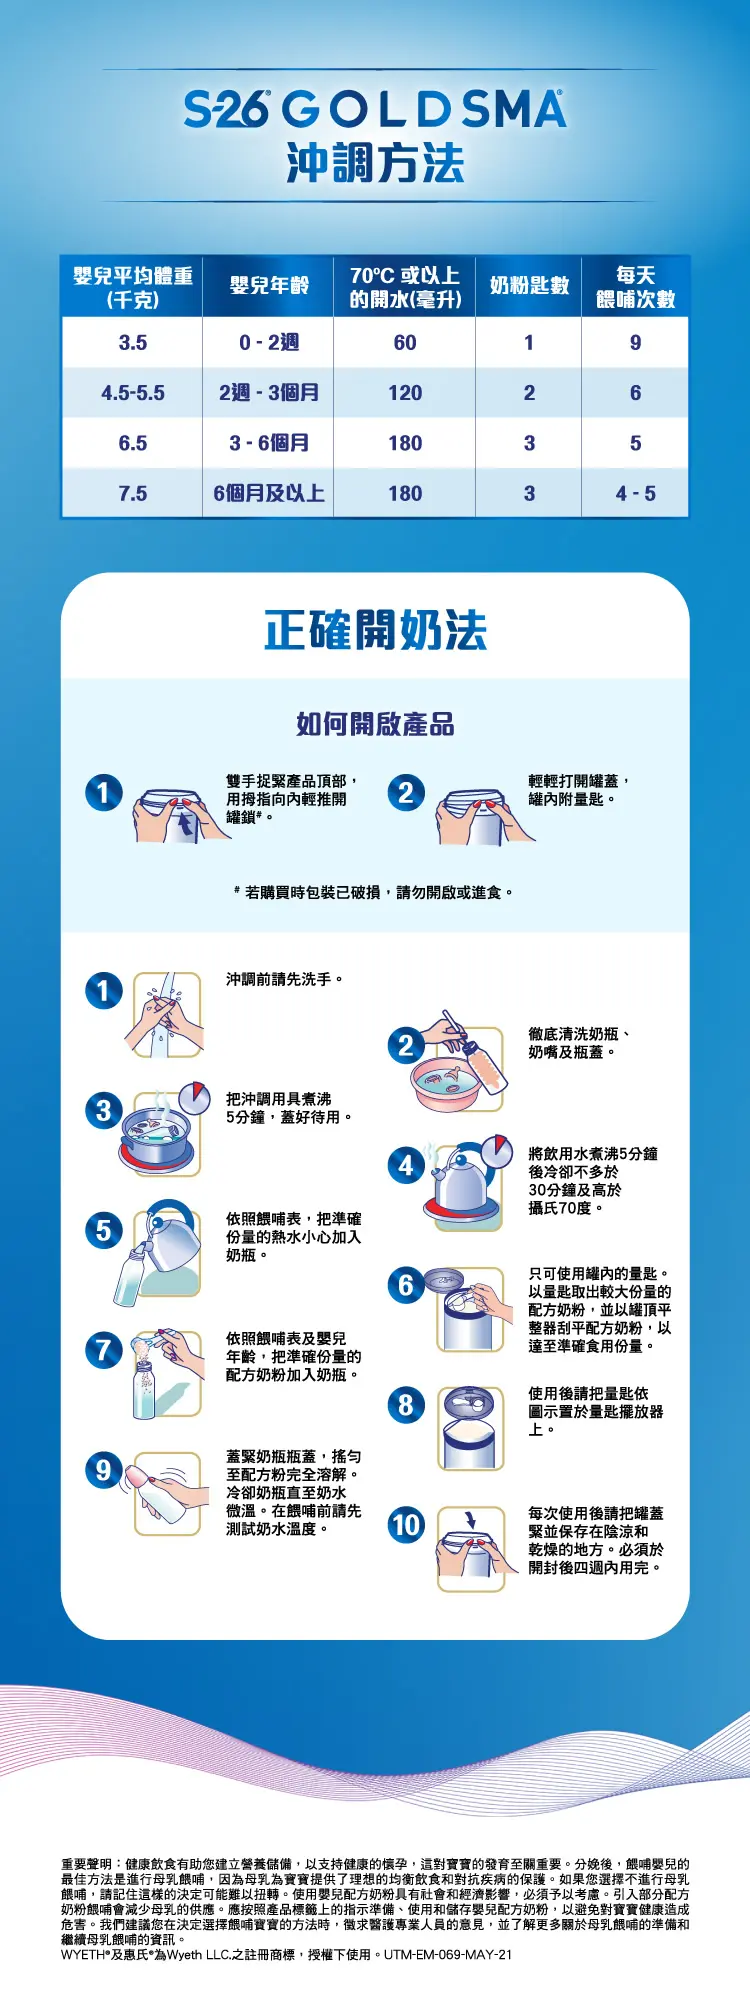 S-26® GOLD SMA®
沖調方法
嬰兒平均體重
(千克)
嬰兒年齡
70ºC 或以上
的開水(毫升)
奶粉匙數
每天
餵哺次數
3.5 0 - 2週 60 1 9
4.5-5.5 2週 - 3個月 120 2 6
6.5 3 - 6個月 180 3 5
7.5 6個月及以上 180 3 4 - 5
正確開奶法
如何開啟產品
1
雙手捉緊產品頂部，
用拇指向內輕推開
罐鎖#。
2
輕輕打開罐蓋，
罐內附量匙。
# 若購買時包裝已破損，請勿開啟或進食。
1
沖調前請先洗手。
2
徹底清洗奶瓶、
奶嘴及瓶蓋。
3
把沖調用具煮沸
5分鐘，蓋好待用。
4
將飲用水煮沸5分鐘
後冷卻不多於
30分鐘及高於
攝氏70度。
5
依照餵哺表，把準確
份量的熱水小心加入
奶瓶。
6
只可使用罐內的量匙。
以量匙取出較大份量的
配方奶粉，並以罐頂平
整器刮平配方奶粉，以
達至準確食用份量。
7
依照餵哺表及嬰兒
年齡，把準確份量的
配方奶粉加入奶瓶。
8
使用後請把量匙依
圖示置於量匙擺放器
上。
9
蓋緊奶瓶瓶蓋，搖勻
至配方粉完全溶解。
冷卻奶瓶直至奶水
微溫。在餵哺前請先
測試奶水溫度。
10
每次使用後請把罐蓋
緊並保存在陰涼和
乾燥的地方。必須於
開封後四週內用完。
重要聲明：健康飲食有助您建立營養儲備，以支持健康的懷孕，這對寶寶的發育至關重要。分娩後，餵哺嬰兒的
最佳方法是進行母乳餵哺，因為母乳為寶寶提供了理想的均衡飲食和對抗疾病的保護。如果您選擇不進行母乳
餵哺，請記住這樣的決定可能難以扭轉。使用嬰兒配方奶粉具有社會和經濟影響，必須予以考慮。引入部分配方
奶粉餵哺會減少母乳的供應。應按照產品標籤上的指示準備、使用和儲存嬰兒配方奶粉，以避免對寶寶健康造成
危害。我們建議您在決定選擇餵哺寶寶的方法時，徵求醫護專業人員的意見，並了解更多關於母乳餵哺的準備和
繼續母乳餵哺的資訊。
WYETH®及惠氏®為Wyeth LLC.之註冊商標，授權下使用。UTM-EM-069-MAY-21